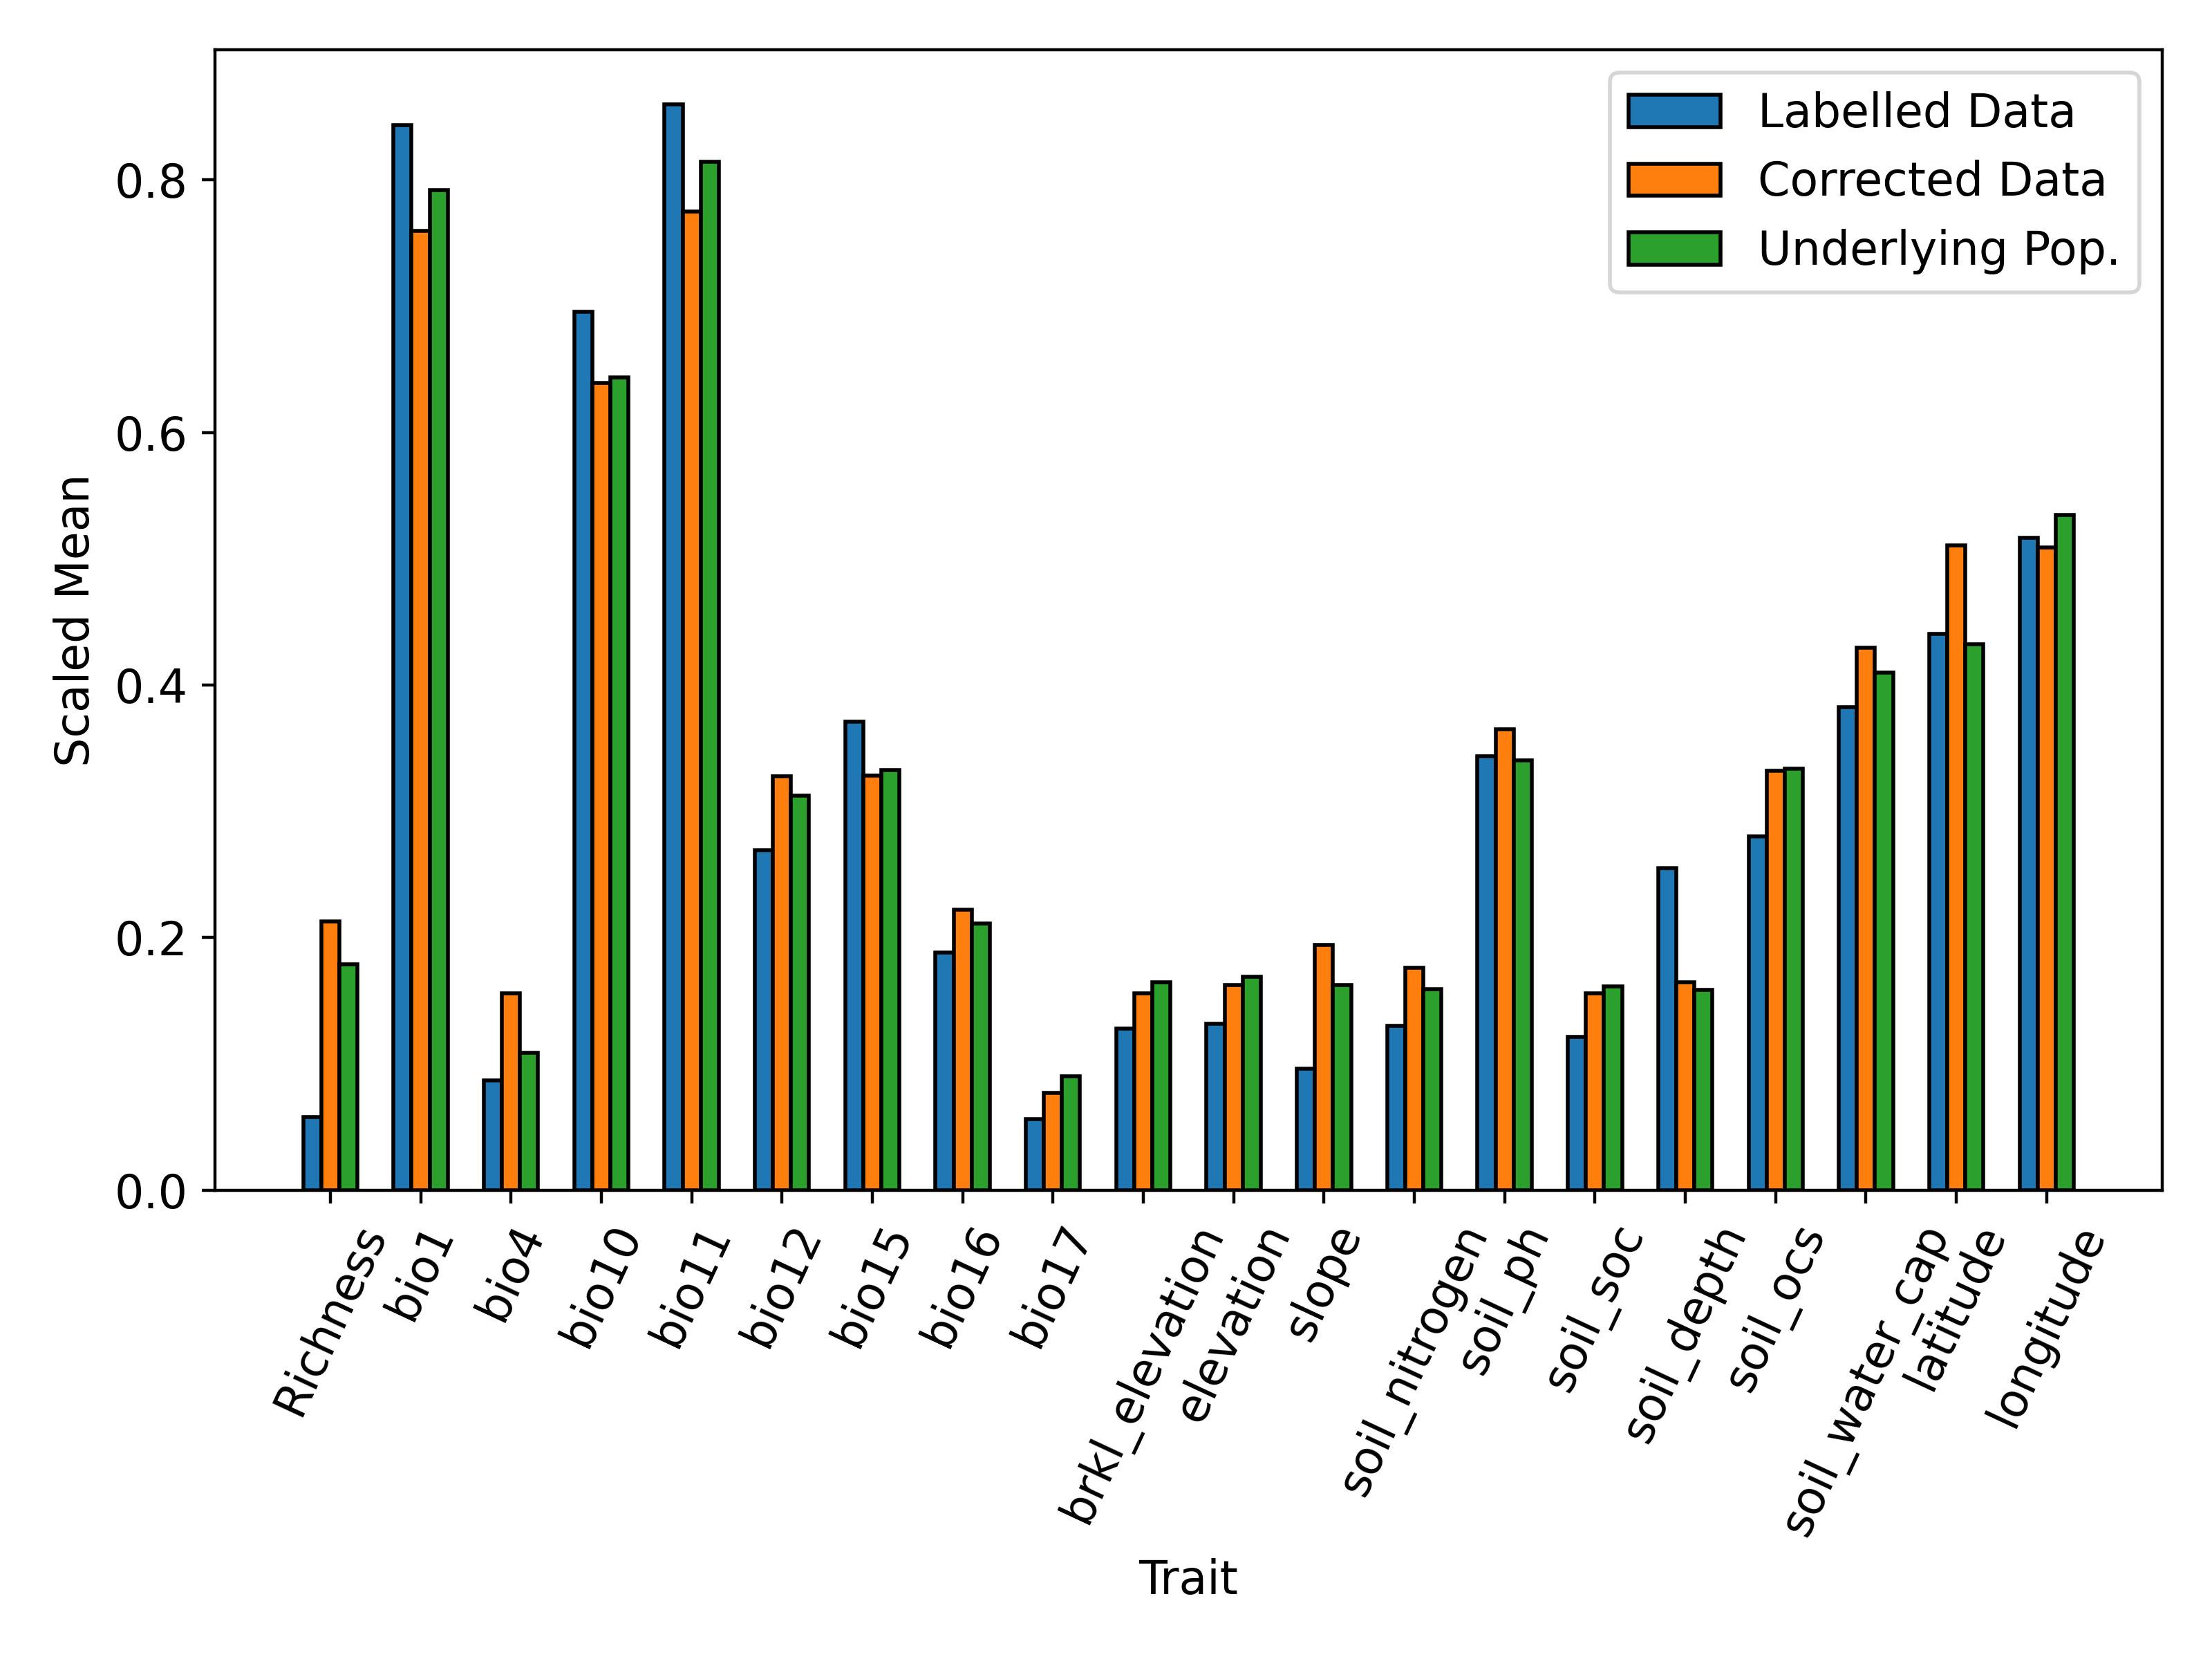 Labelled Data
Corrected Data
Underlying Pop.
Scaled Mean
0.8
0.6
0.4
0.2
0.0
Richness
bio1
bio4
bio10
bio11
bio12
bio15
bio16
bio17
brkl_elevation
elevation
slope
soil_nitrogen
soil_ph
soil_soc
soil_depth
soil_ocs
soil_water_cap
latitude
longitude
Trait